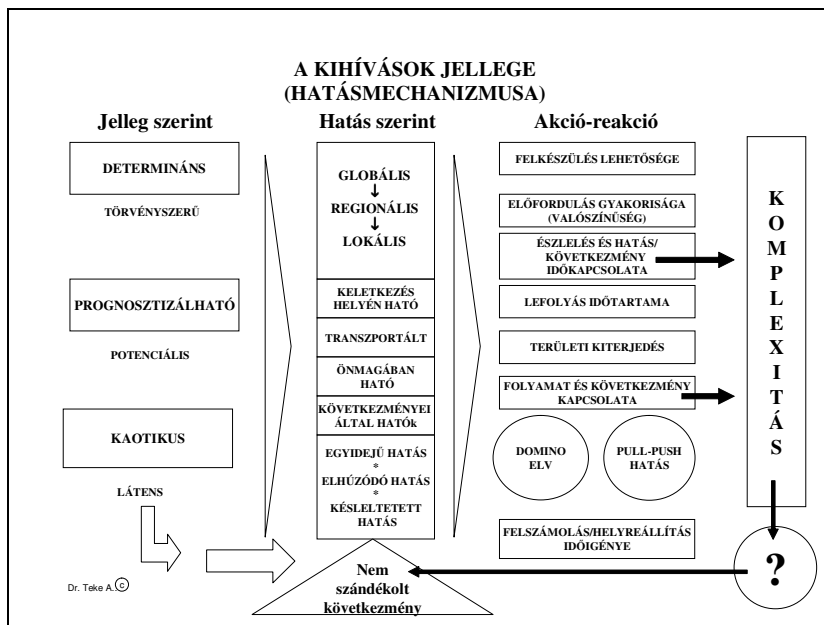 A KIHÍVÁSOK JELLEGE
(HATÁSMECHANIZMUSA)
Jelleg szerint
DETERMINÁNS
TÖRVÉNYSZERŰ
PROGNOSZTIZÁLHATÓ
POTENCIÁLIS
KAOTIKUS
LÁTENS
Hatás szerint
GLOBÁLIS
REGIONÁLIS
LOKÁLIS
KELETKEZÉS
HELYÉN HATÓ
TRANSZPORTÁLT
ÖNMAGÁBAN
HATÓ
KÖVETKEZMÉNYEI
ÁLTAL HATÓk
EGYIDEJŰ HATÁS
*
ELHÚZÓDÓ HATÁS
*
KÉSLELTETETT
HATÁS
Nem
szándékolt
következmény
Akció-reakció
FELKÉSZÜLÉS LEHETŐSÉGE
ELŐFORDULÁS GYAKORISÁGA
(VALÓSZÍNŰSÉG)
ÉSZLELÉS ÉS HATÁS/
KÖVETKEZMÉNY
IDŐKAPCSOLATA
LEFOLYÁS IDŐTARTAMA
TERÜLETI KITERJEDÉS
FOLYAMAT ÉS KÖVETKEZMÉNY
KAPCSOLATA
DOMINO
ELV
PULL-PUSH
HATÁS
FELSZÁMOLÁS/HELYREÁLLÍTÁS
IDŐIGÉNYE
KOMPLEXITÁS
?
Dr. Teke A. ©